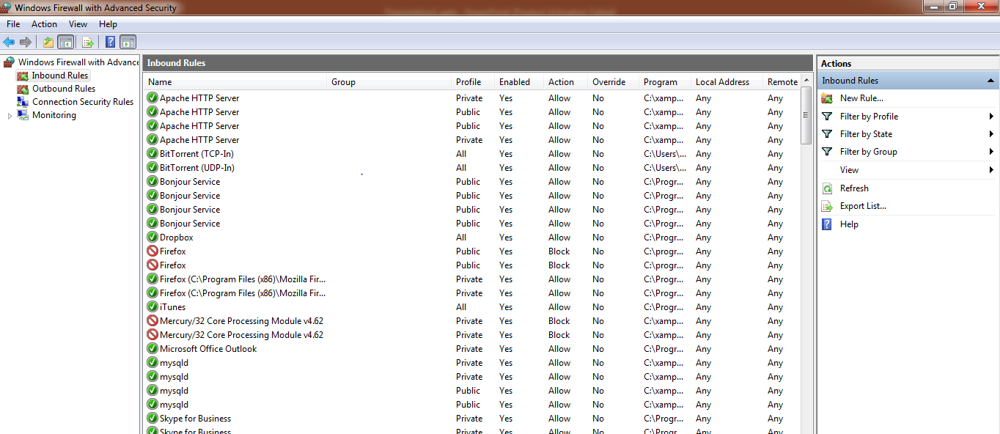 Windows Firewall with Advanced Security
File Action View Help
Windows Firewall with Advance
Inbound Rules
Outbound Rules
Connection Security Rules
Monitoring
Inbound Rules
Name Group Profile Enabled Action Override Program Local Address Remote
Apache HTTP Server Private Yes Allow No C:\xamp... Any Any
Apache HTTP Server Public Yes Allow No C:\xamp... Any Any
Apache HTTP Server Public Yes Allow No C:\xamp... Any Any
Apache HTTP Server Private Yes Allow No C:\xamp... Any Any
BitTorrent (TCP-In) All Yes Allow No C:\Users\... Any Any
BitTorrent (UDP-In) All Yes Allow No C:\Users\... Any Any
Bonjour Service Public Yes Allow No C:\Progr... Any Any
Bonjour Service Public Yes Allow No C:\Progr... Any Any
Bonjour Service Public Yes Allow No C:\Progr... Any Any
Bonjour Service Public Yes Allow No C:\Progr... Any Any
Dropbox All Yes Allow No C:\Progr... Any Any
Firefox Public Yes Block No C:\progr... Any Any
Firefox Public Yes Block No C:\progr... Any Any
Firefox (C:\Program Files (x86)\Mozilla Fir... Private Yes Allow No C:\Progr... Any Any
Firefox (C:\Program Files (x86)\Mozilla Fir... Private Yes Allow No C:\Progr... Any Any
iTunes All Yes Allow No C:\Progr... Any Any
Mercury/32 Core Processing Module v4.62 Private Yes Block No C:\xamp... Any Any
Mercury/32 Core Processing Module v4.62 Private Yes Block No C:\xamp... Any Any
Microsoft Office Outlook Private Yes Allow No C:\Progr... Any Any
mysqld Private Yes Allow No C:\xamp... Any Any
mysqld Private Yes Allow No C:\xamp... Any Any
mysqld Public Yes Allow No C:\xamp... Any Any
mysqld Public Yes Allow No C:\xamp... Any Any
Skype for Business Private Yes Allow No C:\Progr... Any Any
Skype for Business Private Yes Allow No C:\Progr... Any Any
Actions
Inbound Rules
New Rule...
Filter by Profile
Filter by State
Filter by Group
View
Refresh
Export List...
Help